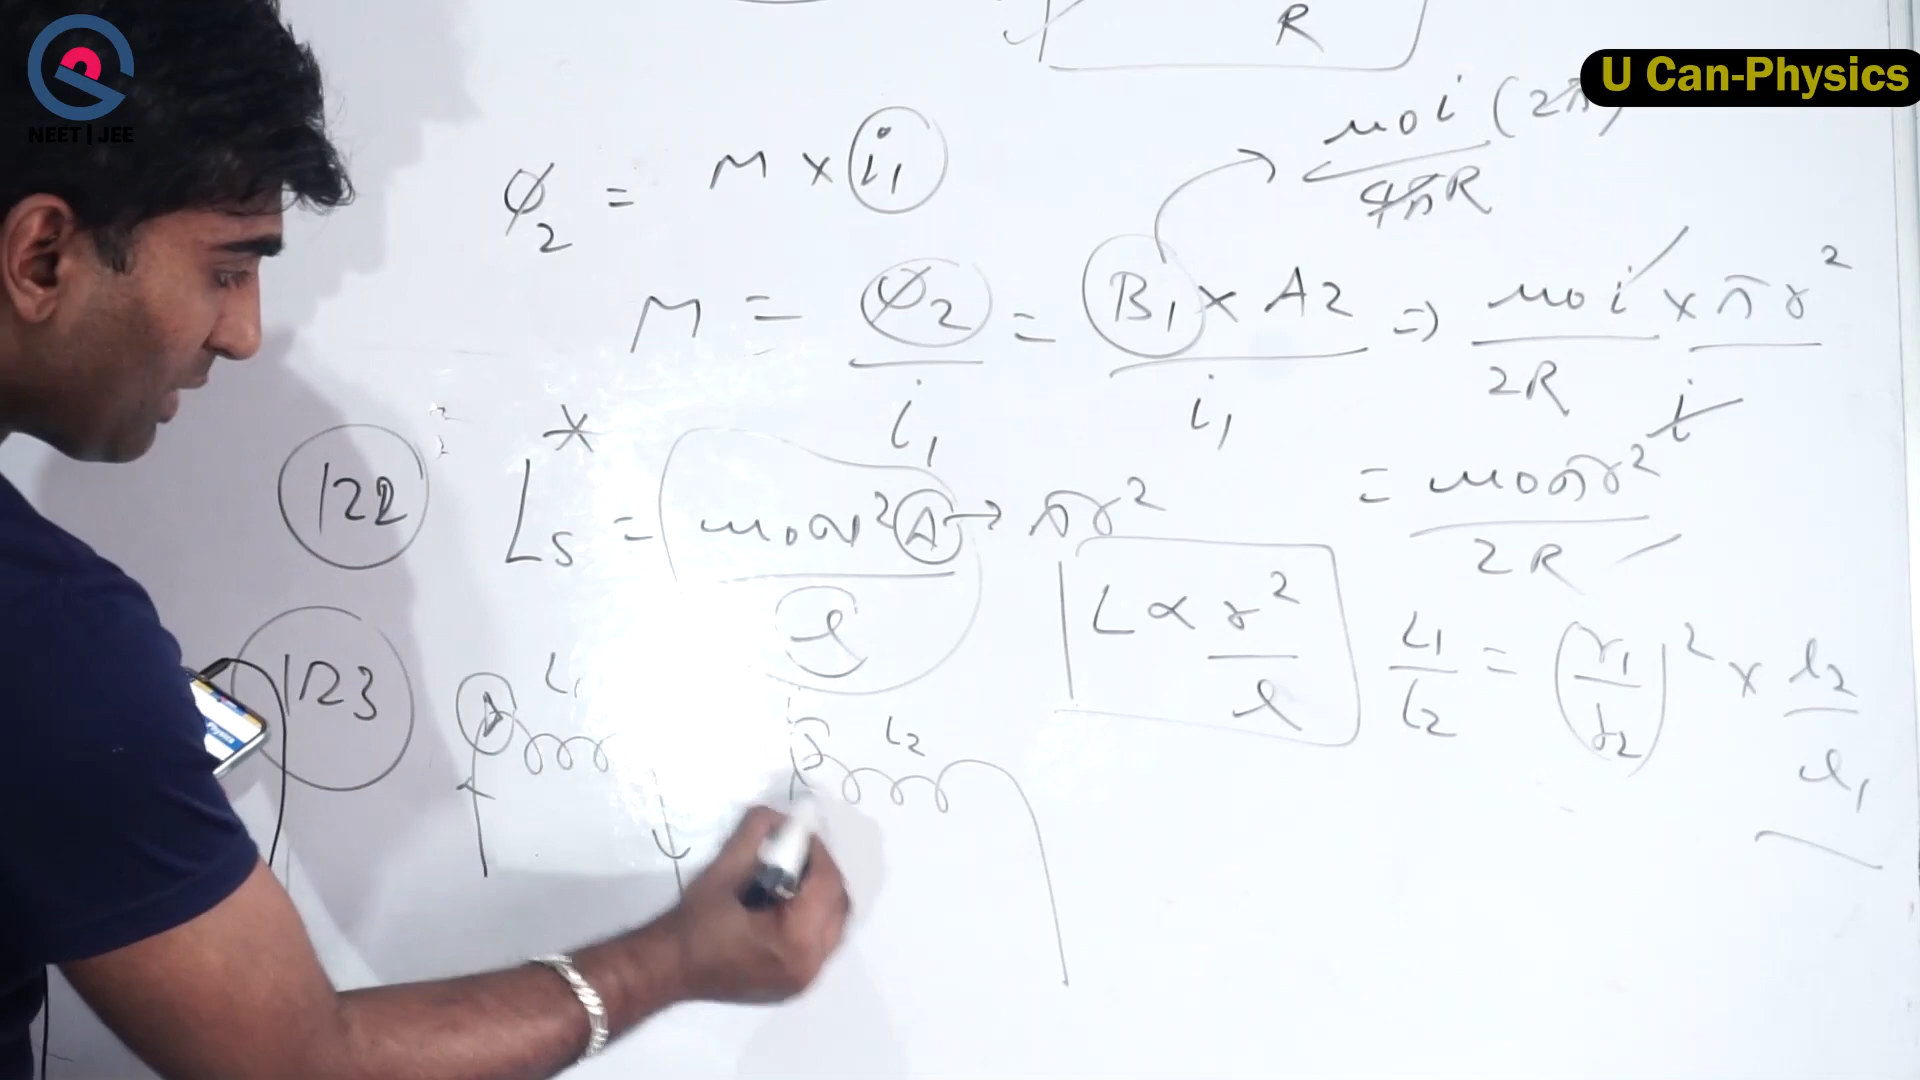 NEET | JEE
U Can-Physics
R
μ0i (2π)
4πR
φ2 = M × i1
M = φ2 / i1 = B1 × A2 / i1 ⇒ μ0i / 2R × πr² / i
= μ0πr² / 2R
122
* Ls = μ0N²A / l
A → πr²
L ∝ r² / l
L1 / L2 = (r1 / r2)² × l2 / l1
123
L1
L2